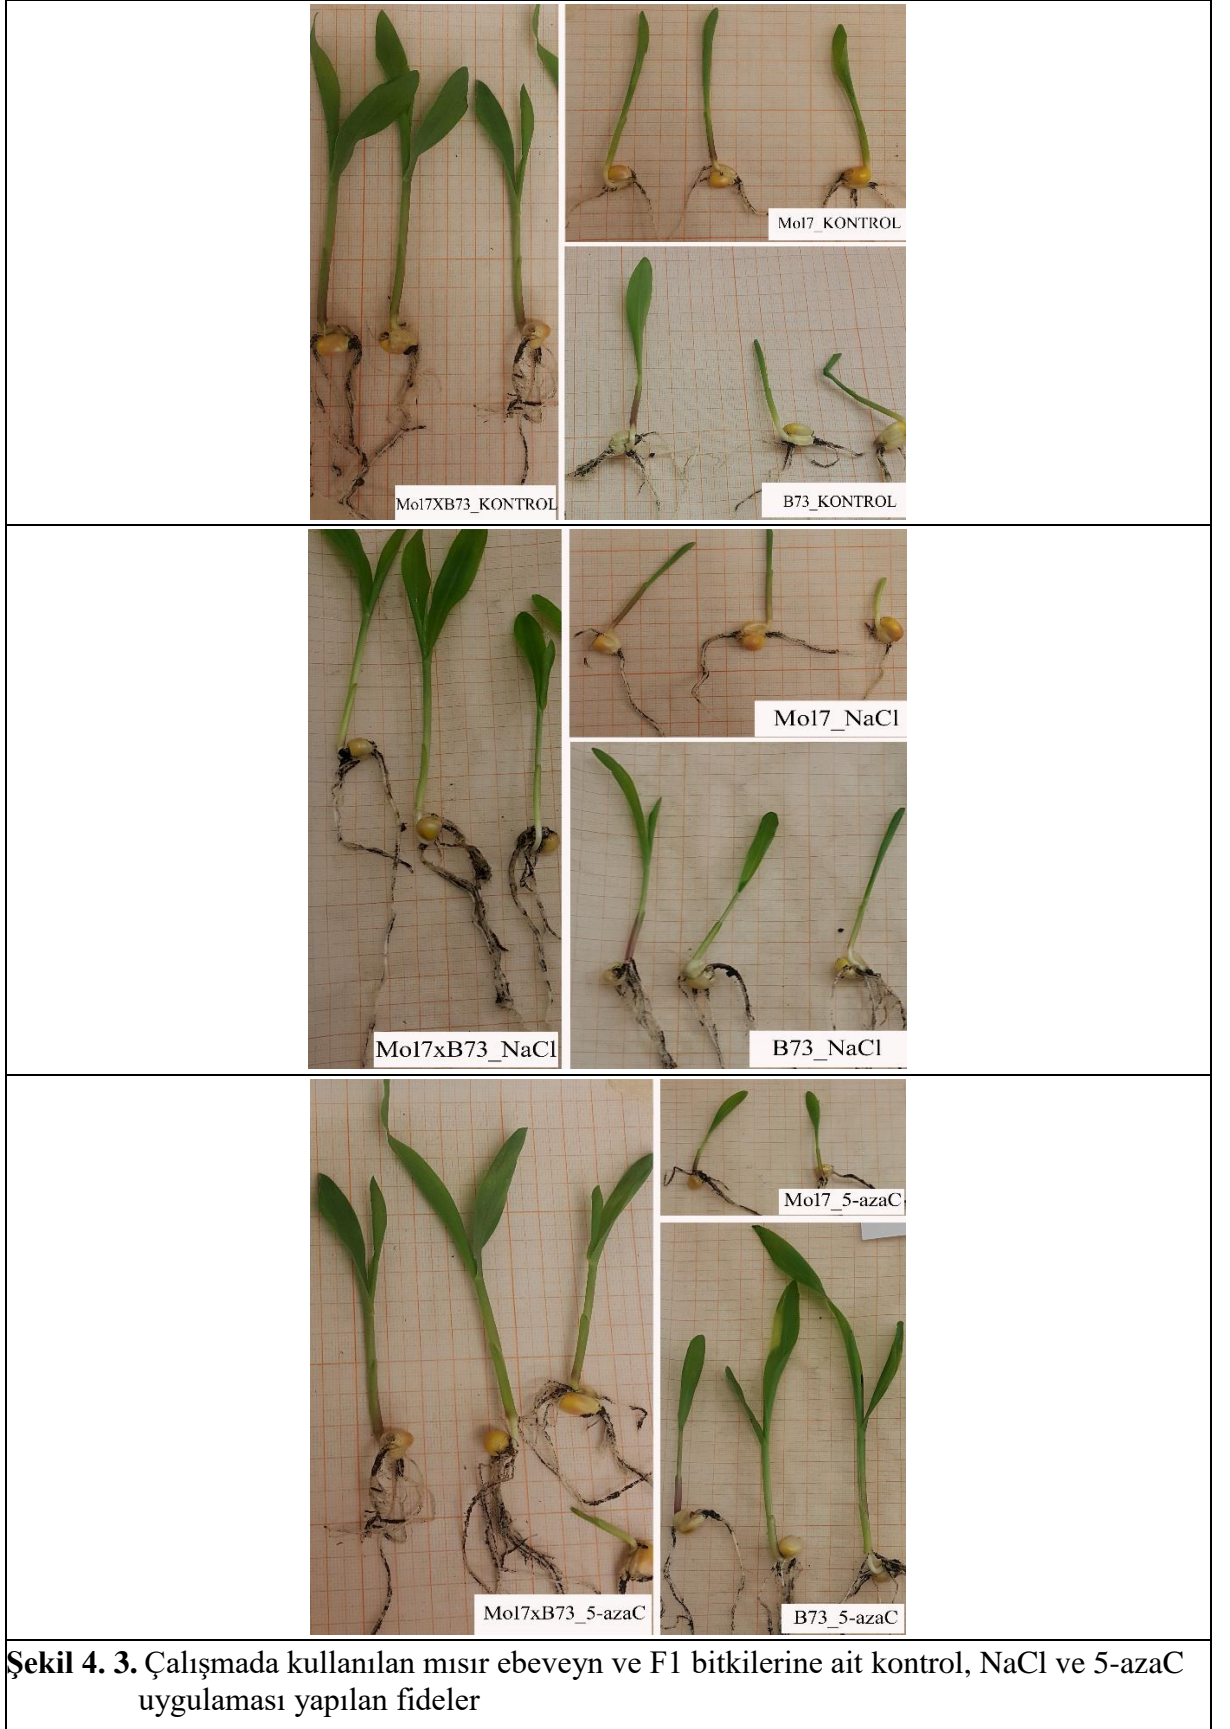 Mo17_KONTROL
Mo17XB73_KONTROL
B73_KONTROL
Mo17_NaCl
Mo17xB73_NaCl
B73_NaCl
Mo17_5-azaC
Mo17xB73_5-azaC
B73_5-azaC
Şekil 4. 3. Çalışmada kullanılan mısır ebeveyn ve F1 bitkilerine ait kontrol, NaCl ve 5-azaC
uygulaması yapılan fideler